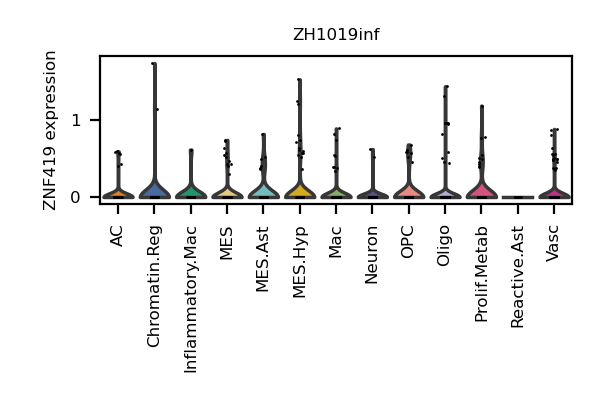 ZH1019inf
ZNF419 expression
1
0
AC
Chromatin.Reg
Inflammatory.Mac
MES
MES.Ast
MES.Hyp
Mac
Neuron
OPC
Oligo
Prolif.Metab
Reactive.Ast
Vasc